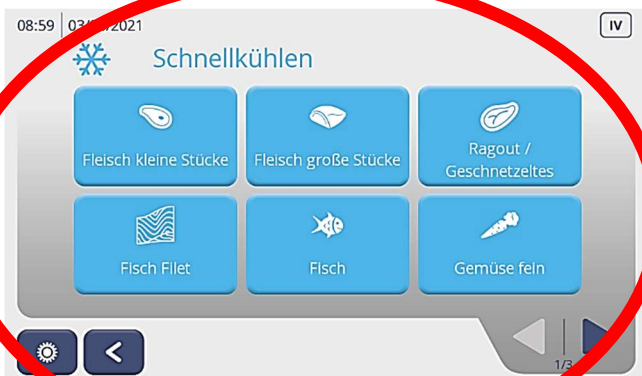 08:59
2021
IV
Schnellkühlen
Fleisch kleine Stücke
Fleisch große Stücke
Ragout /
Geschnetzeltes
Fisch Filet
Fisch
Gemüse fein
1/3